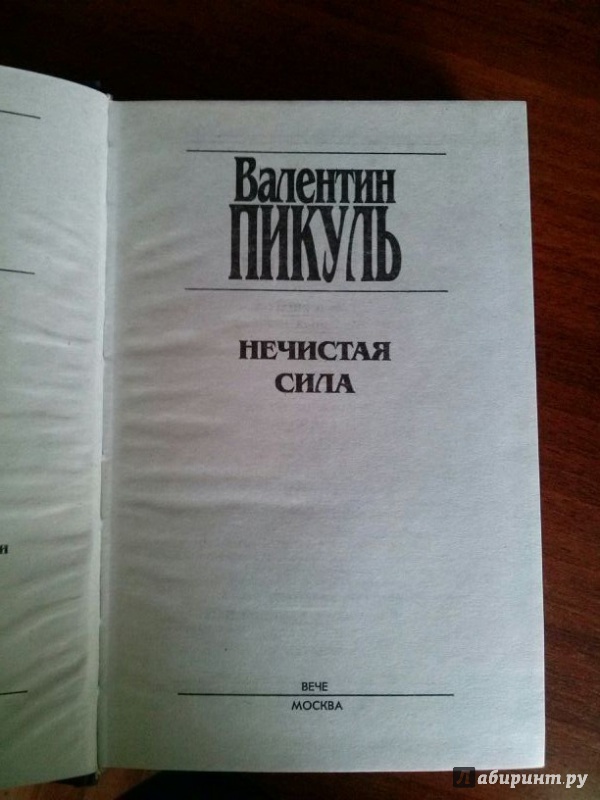 Валентин
ПИКУЛЬ
НЕЧИСТАЯ
СИЛА
и
ВЕЧЕ
МОСКВА
Лабиринт.ру